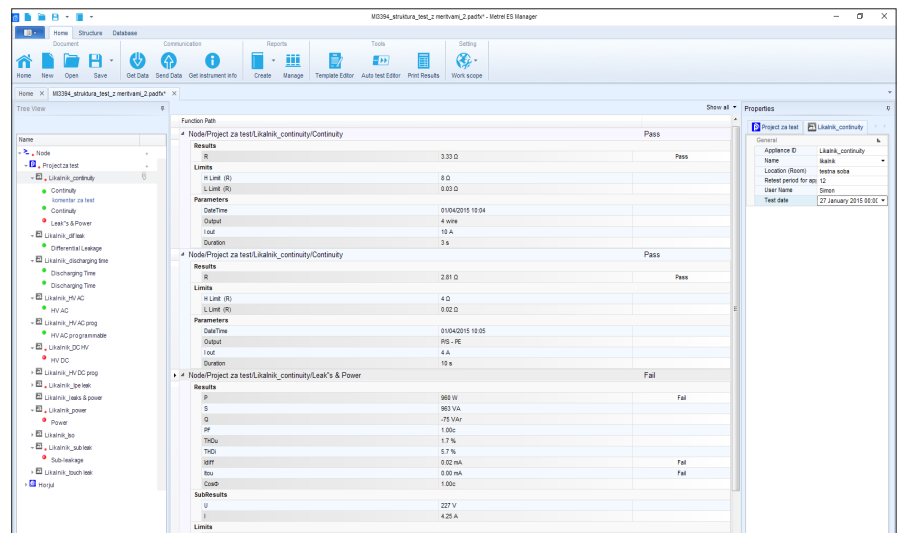 MI3394_struktura_test_z meritvami_2.padfx* - Metrel ES Manager
Home Structure Database
Document Communication Reports Tools Setting
Home New Open Save Get Data Send Data Get instrument info Create Manage Template Editor Auto test Editor Print Results Work scope
Home × MI3394_struktura_test_z meritvami_2.padfx* ×
Tree View
Name
Node
Project za test
Likalnik_continuity
Continuity
komentar za test
Continuity
Leak"s & Power
Likalnik_dif leak
Differential Leakage
Likalnik_discharging time
Discharging Time
Discharging Time
Likalnik_HV AC
HV AC
Likalnik_HV AC prog
HV AC programmable
Likalnik_DC HV
HV DC
Likalnik_HV DC prog
Likalnik_Ipe leak
Likalnik_leaks & power
Likalnik_power
Power
Likalnik_Iso
Likalnik_sub leak
Sub-leakage
Likalnik_touch leak
Horjul
Show all
Function Path
Node/Project za test/Likalnik_continuity/Continuity Pass
Results
R 3.33 Ω Pass
Limits
H Limit (R) 8 Ω
L Limit (R) 0.03 Ω
Parameters
DateTime 01/04/2015 10:04
Output 4 wire
I out 10 A
Duration 3 s
Node/Project za test/Likalnik_continuity/Continuity Pass
Results
R 2.81 Ω Pass
Limits
H Limit (R) 4 Ω
L Limit (R) 0.02 Ω
Parameters
DateTime 01/04/2015 10:05
Output P/S - PE
I out 4 A
Duration 10 s
Node/Project za test/Likalnik_continuity/Leak"s & Power Fail
Results
P 960 W Fail
S 963 VA
Q -75 VAr
PF 1.00c
THDu 1.7 %
THDi 5.7 %
Idiff 0.02 mA Fail
Itou 0.00 mA Fail
CosΦ 1.00c
SubResults
U 227 V
I 4.25 A
Limits
Properties
Project za test Likalnik_continuity
General
Appliance ID Likalnik_continuity
Name likalnik
Location (Room) testna soba
Retest period for app 12
User Name Simon
Test date 27 January 2015 00:00